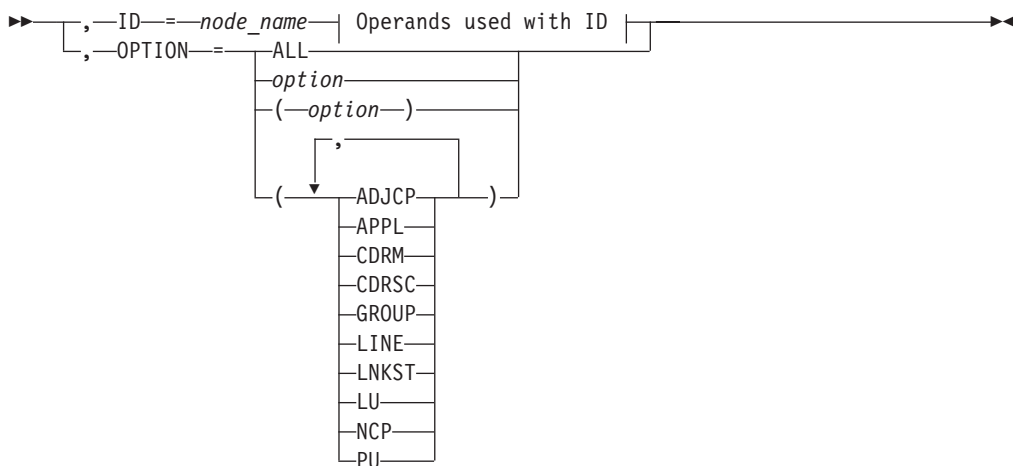 , ID = node_name Operands used with ID
, OPTION = ALL
option
( option )
,
( ADJCP )
APPL
CDRM
CDRSC
GROUP
LINE
LNKST
LU
NCP
PU